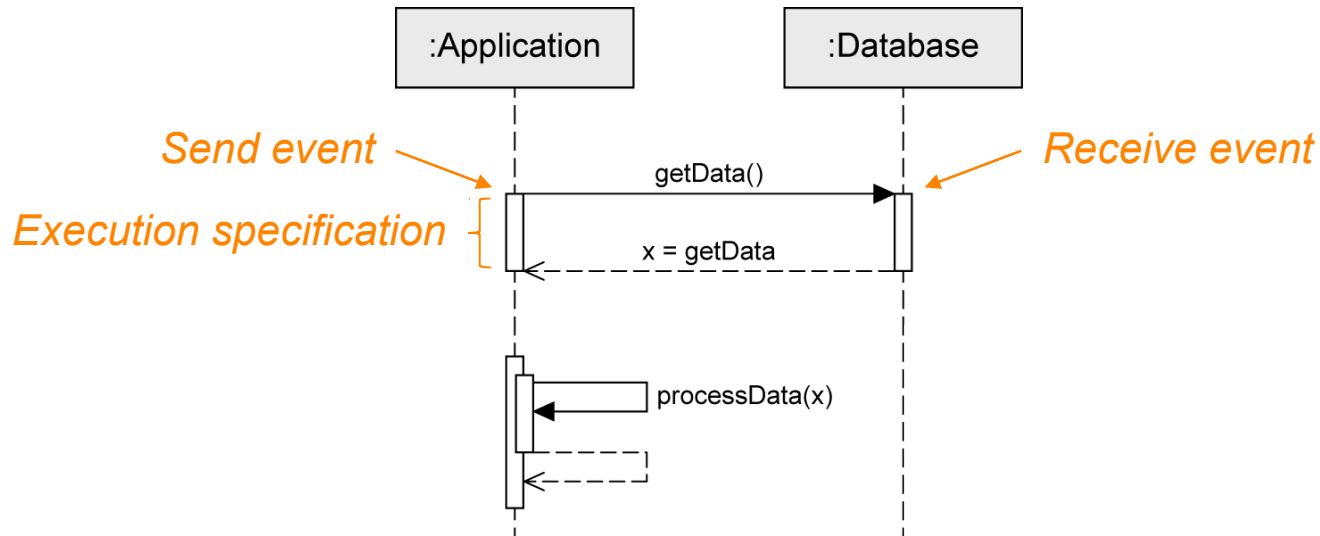 :Application
:Database
Send event
Receive event
getData()
Execution specification
x = getData
processData(x)